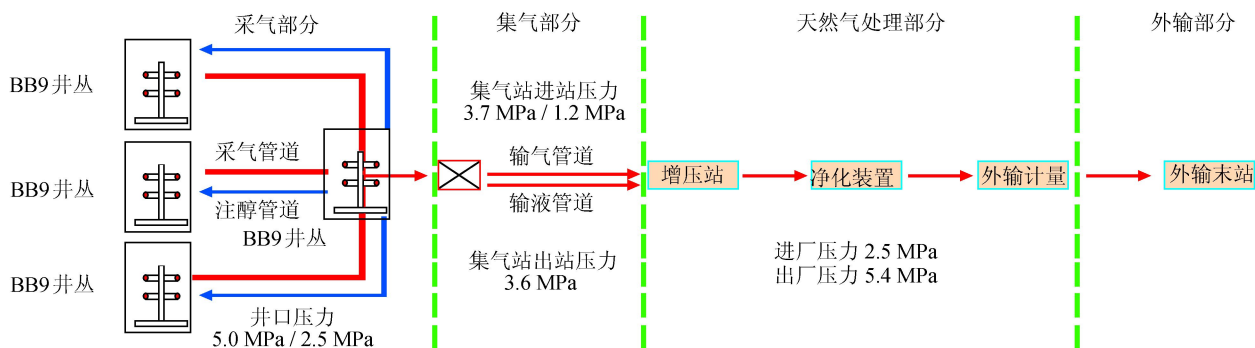 采气部分
集气部分
天然气处理部分
外输部分
BB9井丛
BB9井丛
BB9井丛
采气管道
注醇管道
BB9井丛
井口压力
5.0 MPa / 2.5 MPa
集气站进站压力
3.7 MPa / 1.2 MPa
输气管道
输液管道
集气站出站压力
3.6 MPa
增压站
净化装置
外输计量
进厂压力 2.5 MPa
出厂压力 5.4 MPa
外输末站